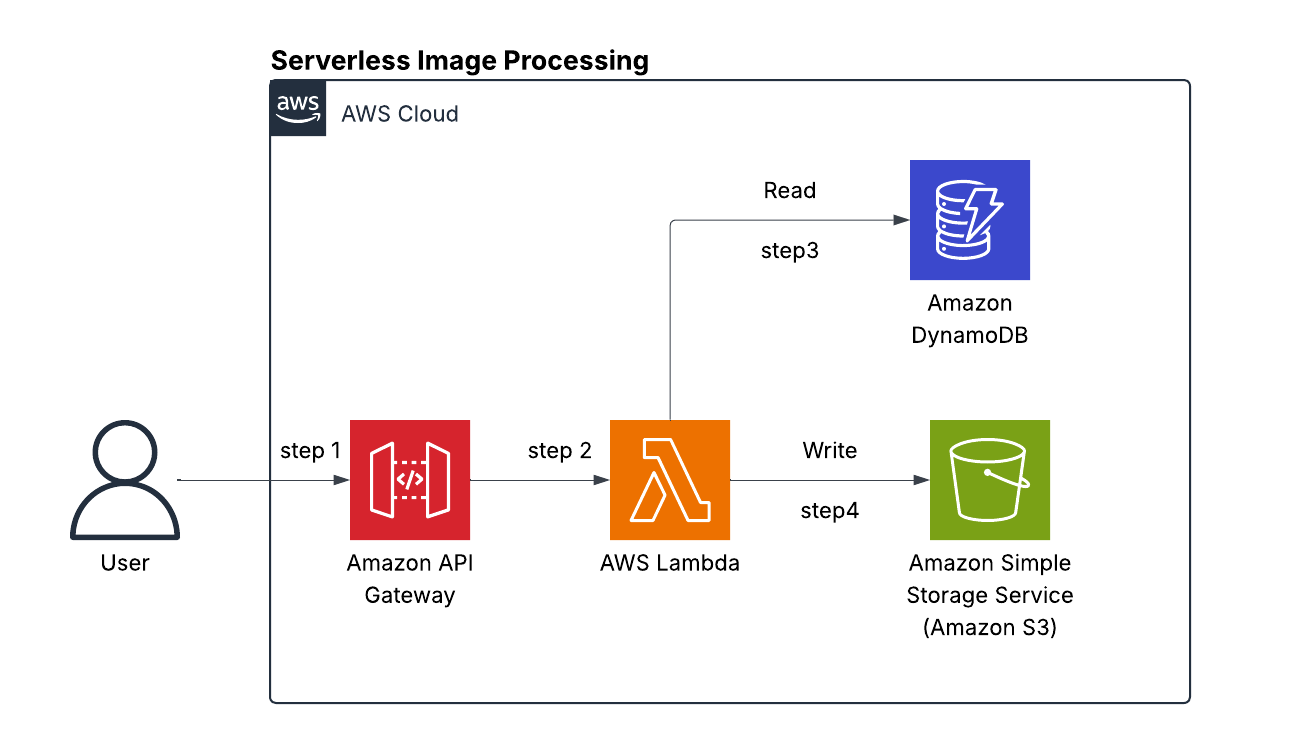 Serverless Image Processing
aws
AWS Cloud
Read
step3
Amazon
DynamoDB
step 1
step 2
Write
step4
</>
User
Amazon API
Gateway
AWS Lambda
Amazon Simple
Storage Service
(Amazon S3)